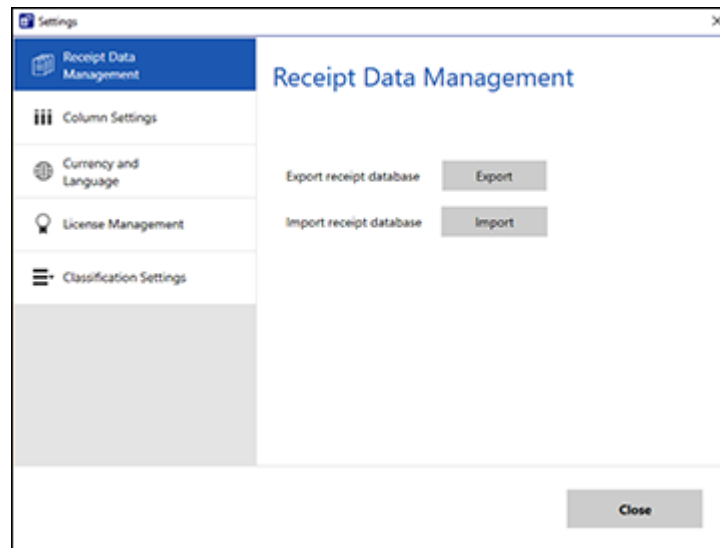 Settings
Receipt Data
Management
Column Settings
Currency and
Language
License Management
Classification Settings
Receipt Data Management
Export receipt database
Export
Import receipt database
Import
Close